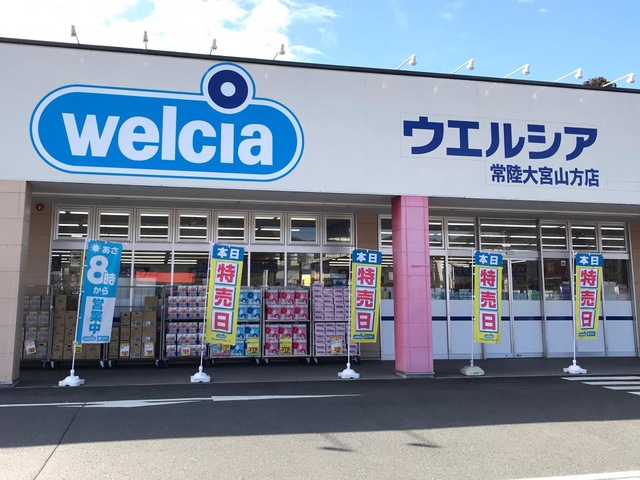 welcia
ウエルシア
常陸大宮山方店
あさ
8時
から
営業中
本日
特売日
本日
特売日
本日
特売日
本日
特売日